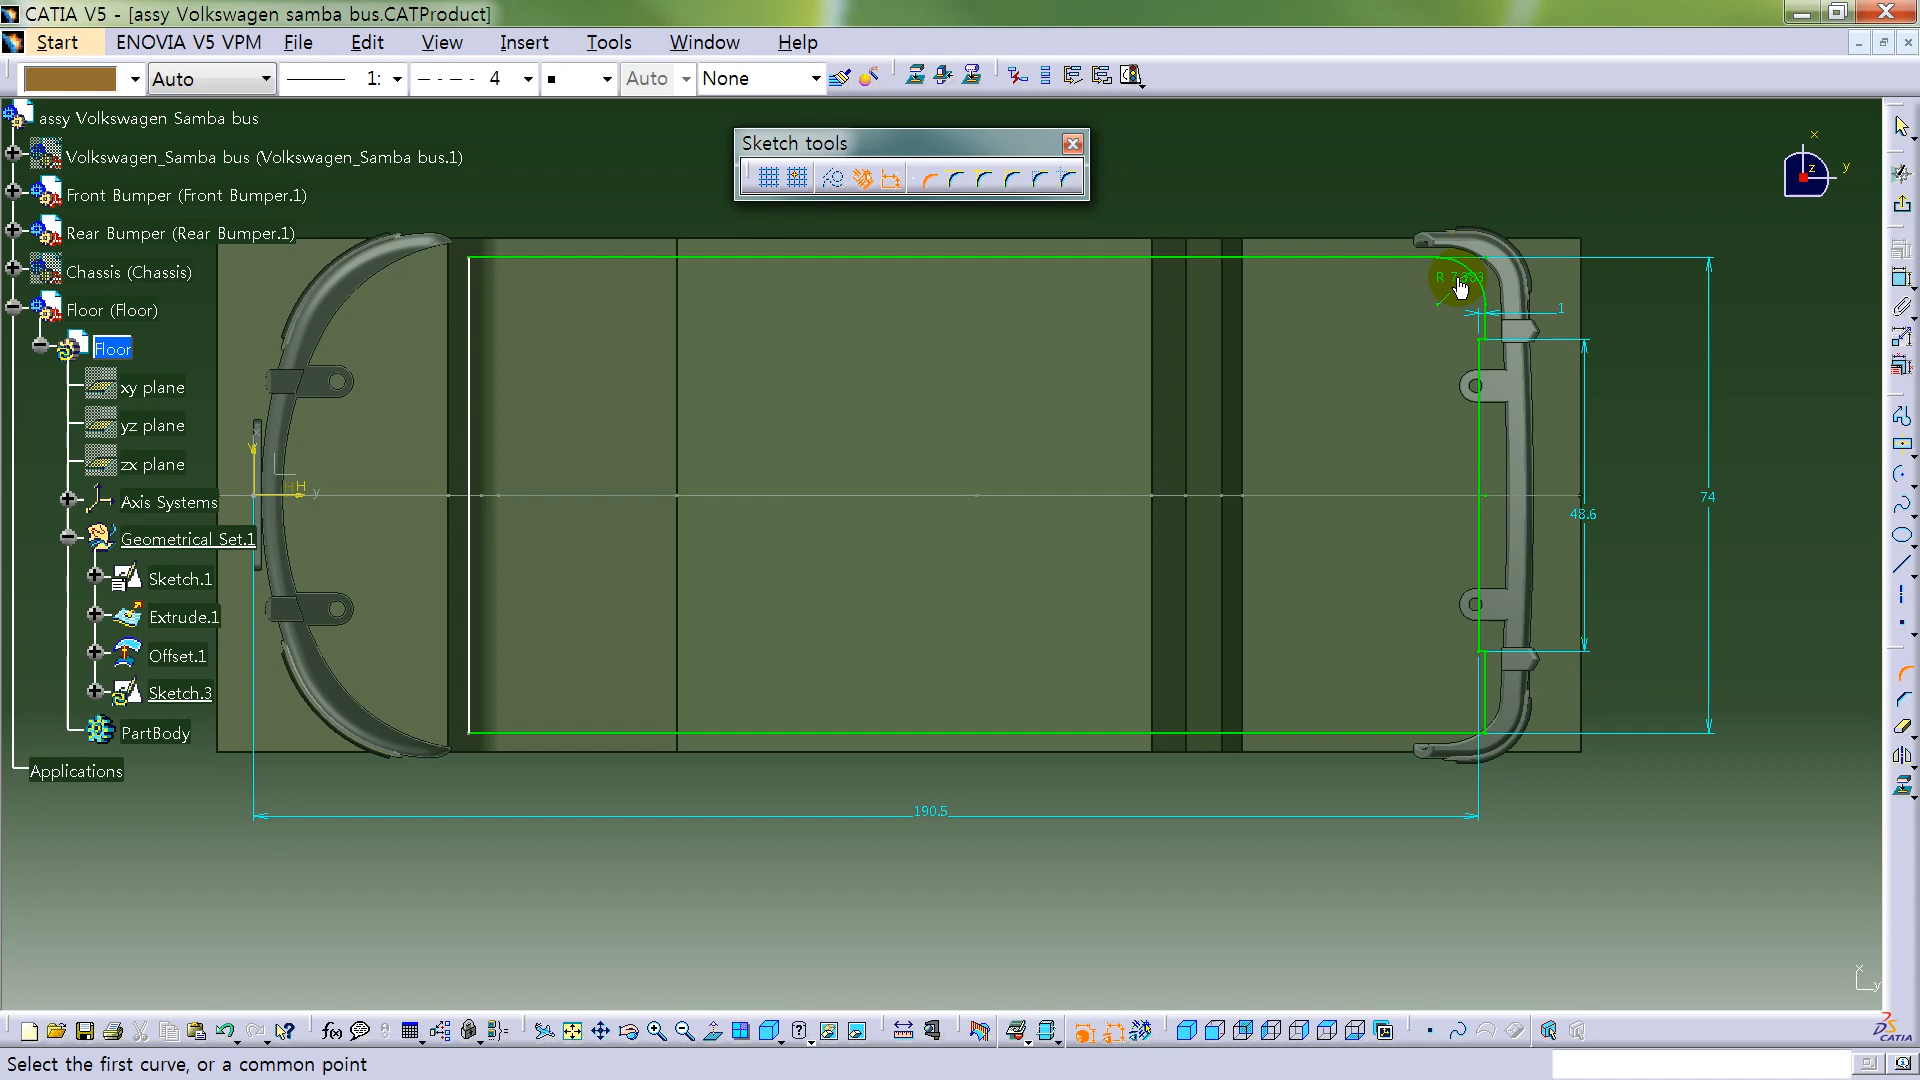 CATIA V5 - [assy Volkswagen samba bus.CATProduct]
Start ENOVIA V5 VPM File Edit View Insert Tools Window Help
Auto 1: 4 Auto None
assy Volkswagen Samba bus
Volkswagen_Samba bus (Volkswagen_Samba bus.1)
Front Bumper (Front Bumper.1)
Rear Bumper (Rear Bumper.1)
Chassis (Chassis)
Floor (Floor)
Floor
xy plane
yz plane
zx plane
Axis Systems
Geometrical Set.1
Sketch.1
Extrude.1
Offset.1
Sketch.3
PartBody
Applications
Sketch tools
x
y
z
1
48.6
74
190.5
H
y
x
y
CATIA
Select the first curve, or a common point